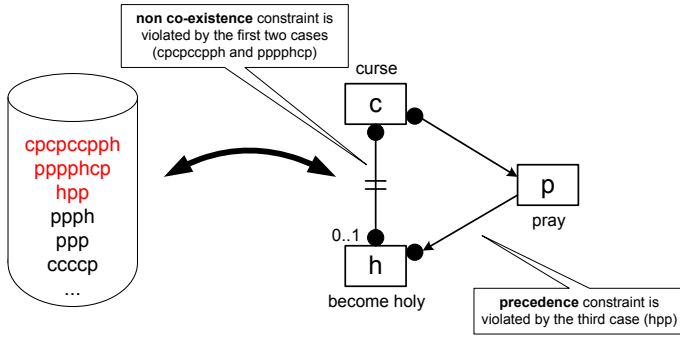 non co-existence constraint is
violated by the first two cases
(cpcpccpph and pppphcp)
curse
c
cpcpccpph
pppphcp
hpp
ppph
ppp
ccccp
...
p
pray
0..1
h
become holy
precedence constraint is
violated by the third case (hpp)